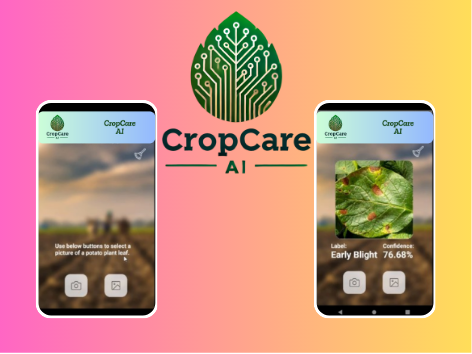 CropCare
AI
CropCare
CropCare
AI
Use below buttons to select a
picture of a potato plant leaf.
CropCare
CropCare
AI
Label:
Confidence:
Early Blight
76.68%